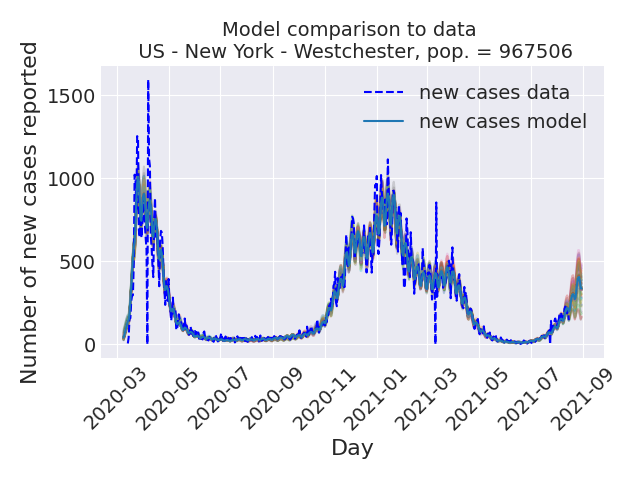 Model comparison to data
US - New York - Westchester, pop. = 967506
Number of new cases reported
1500
1000
500
0
new cases data
new cases model
2020-03
2020-05
2020-07
2020-09
2020-11
2021-01
2021-03
2021-05
2021-07
2021-09
Day